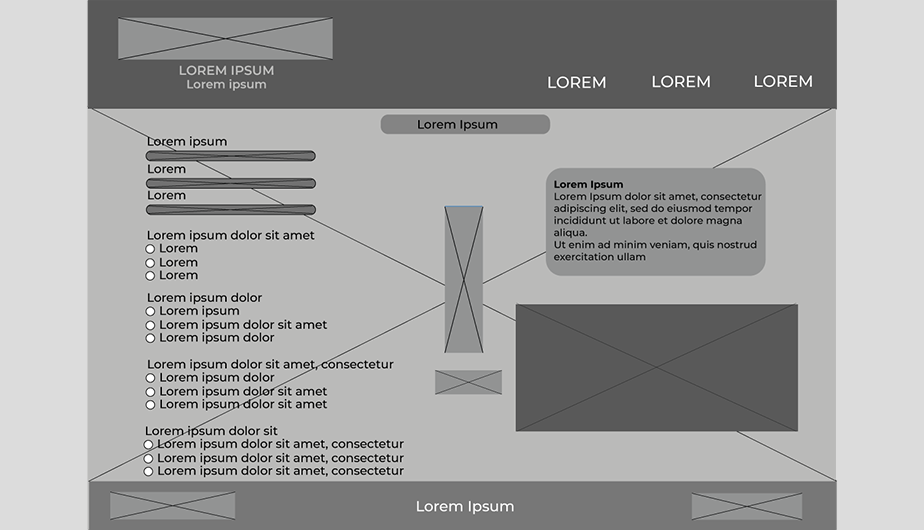 LOREM IPSUM
Lorem ipsum
LOREM
LOREM
LOREM
Lorem Ipsum
Lorem ipsum
Lorem
Lorem
Lorem ipsum dolor sit amet
Lorem
Lorem
Lorem
Lorem ipsum dolor
Lorem ipsum
Lorem ipsum dolor sit amet
Lorem ipsum dolor
Lorem ipsum dolor sit amet, consectetur
Lorem ipsum dolor
Lorem ipsum dolor sit amet
Lorem ipsum dolor sit amet
Lorem ipsum dolor sit
Lorem ipsum dolor sit amet, consectetur
Lorem ipsum dolor sit amet, consectetur
Lorem ipsum dolor sit amet, consectetur
Lorem Ipsum
Lorem Ipsum dolor sit amet, consectetur
adipiscing elit, sed do eiusmod tempor
incididunt ut labore et dolore magna
aliqua.
Ut enim ad minim veniam, quis nostrud
exercitation ullam
Lorem Ipsum